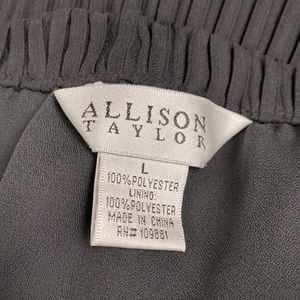 ALLISON
TAYLOR
L
100%POLYESTER
LINING:
100%POLYESTER
MADE IN CHINA
RN# 109881